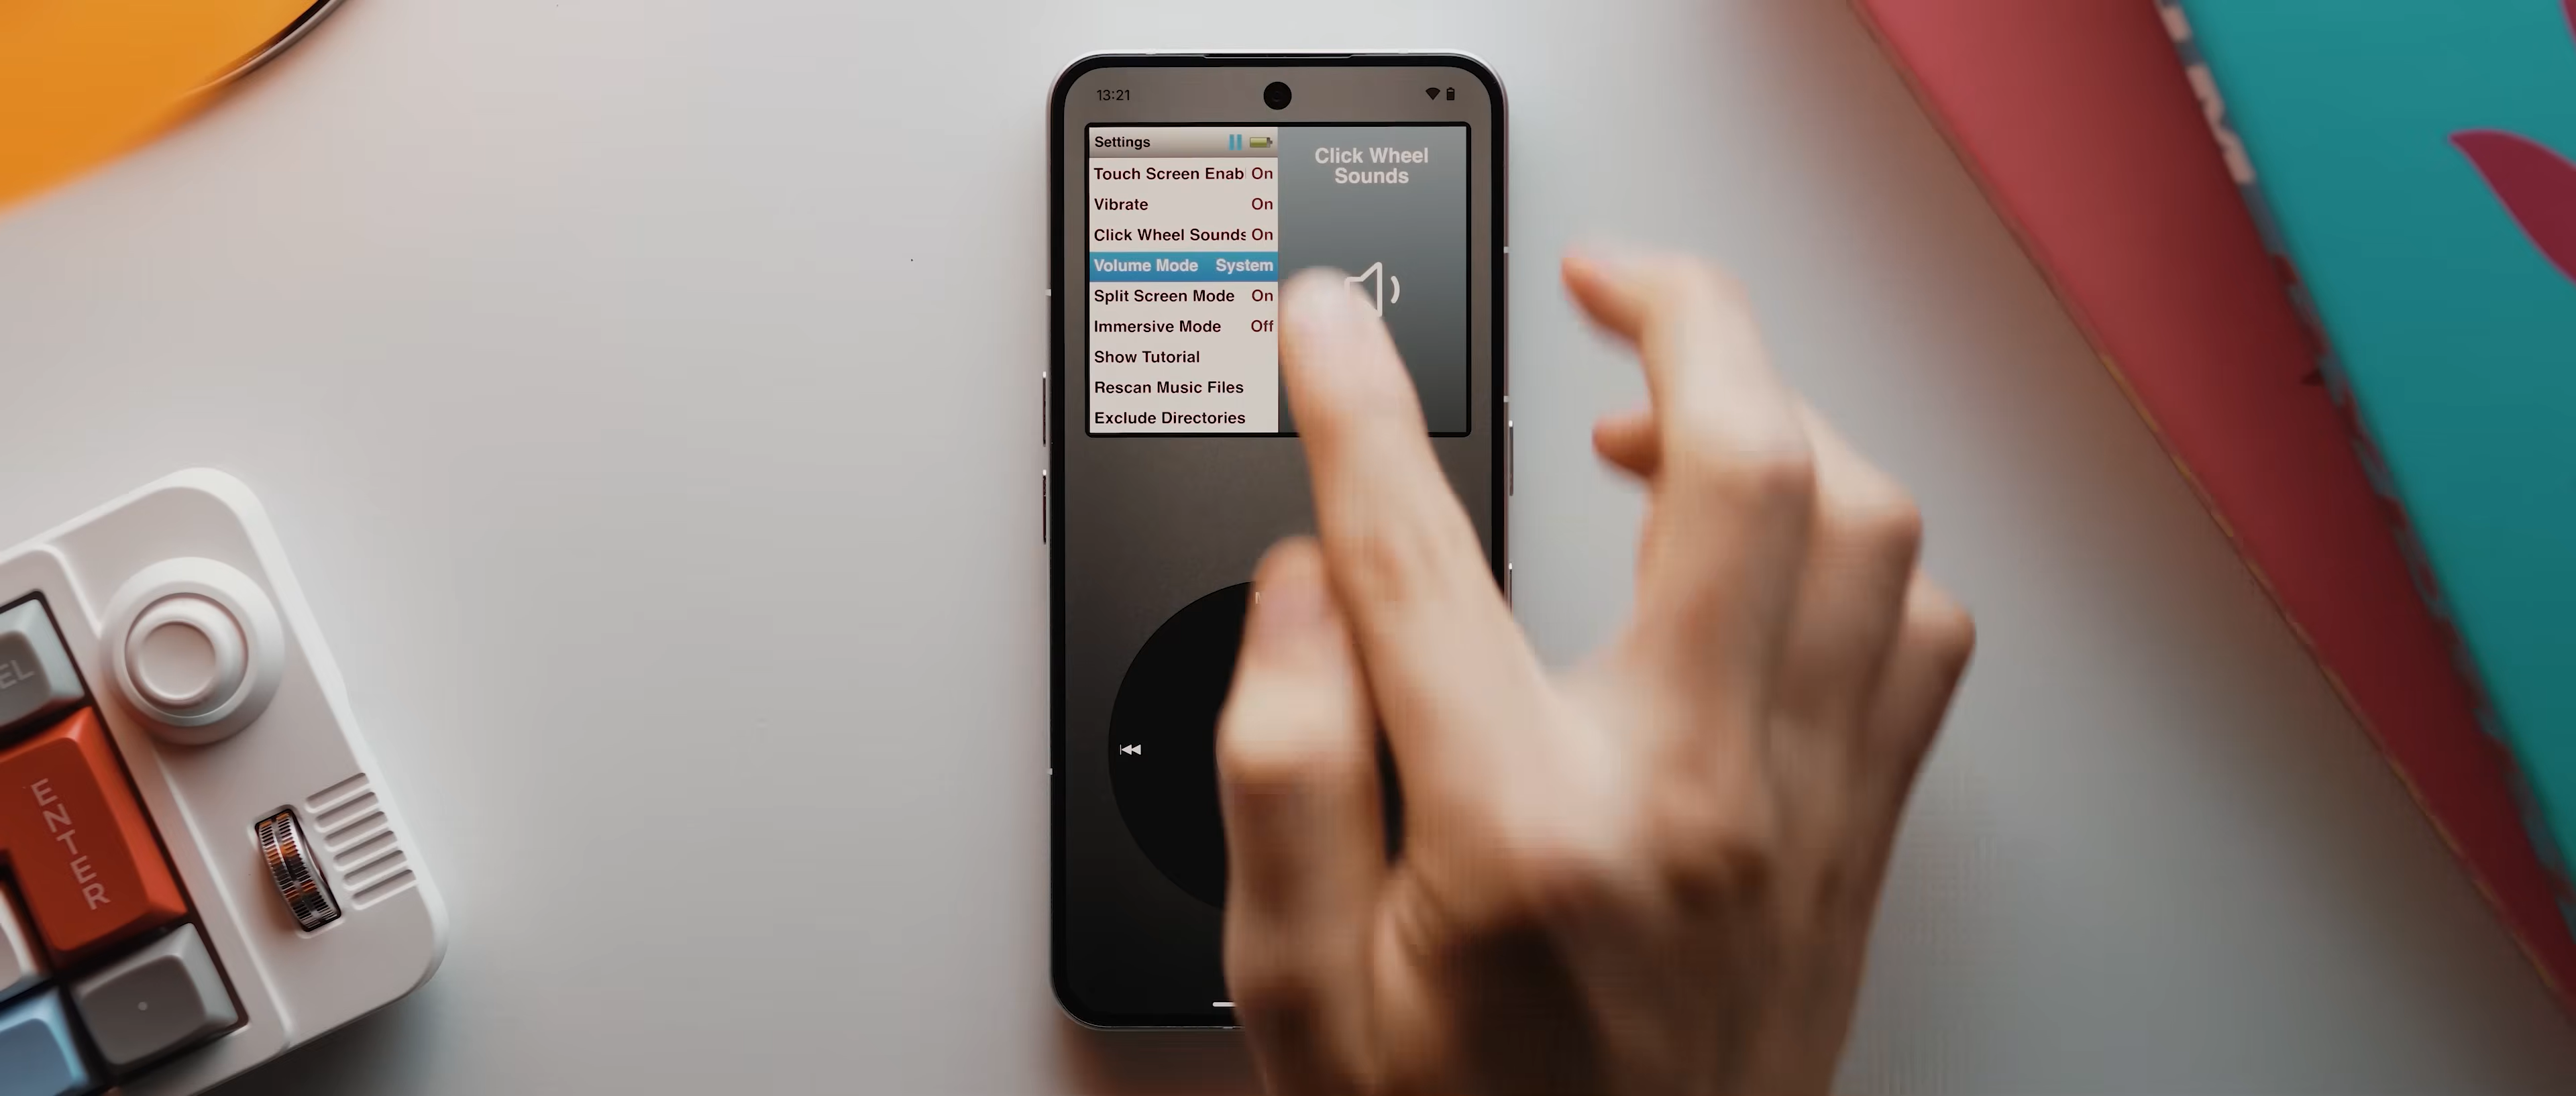 13:21
Settings
Touch Screen Enab On
Vibrate On
Click Wheel Sounds On
Volume Mode System
Split Screen Mode On
Immersive Mode Off
Show Tutorial
Rescan Music Files
Exclude Directories
Click Wheel
Sounds
EL
ENTER